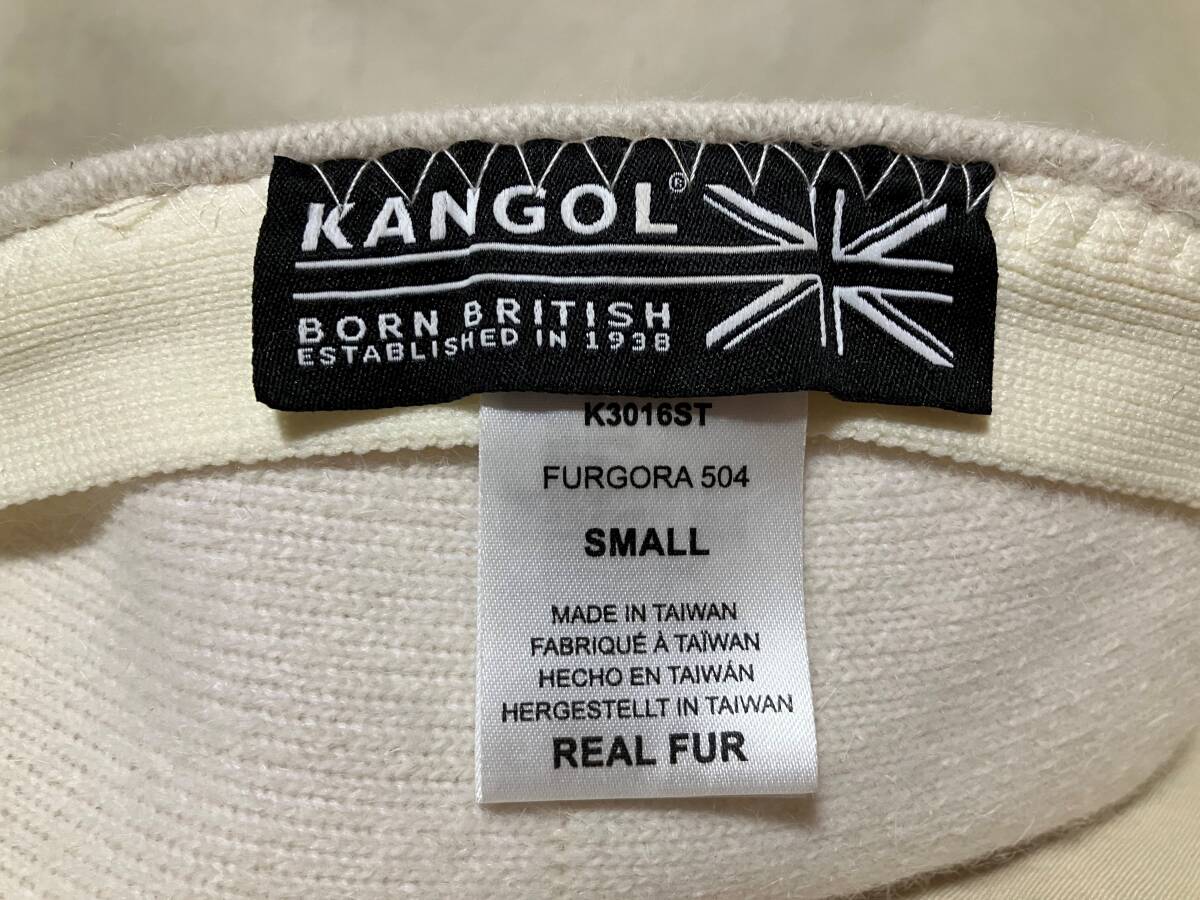 KANGOL®
BORN BRITISH
ESTABLISHED IN 1938
K3016ST
FURGORA 504
SMALL
MADE IN TAIWAN
FABRIQUÉ À TAÏWAN
HECHO EN TAIWÁN
HERGESTELLT IN TAIWAN
REAL FUR